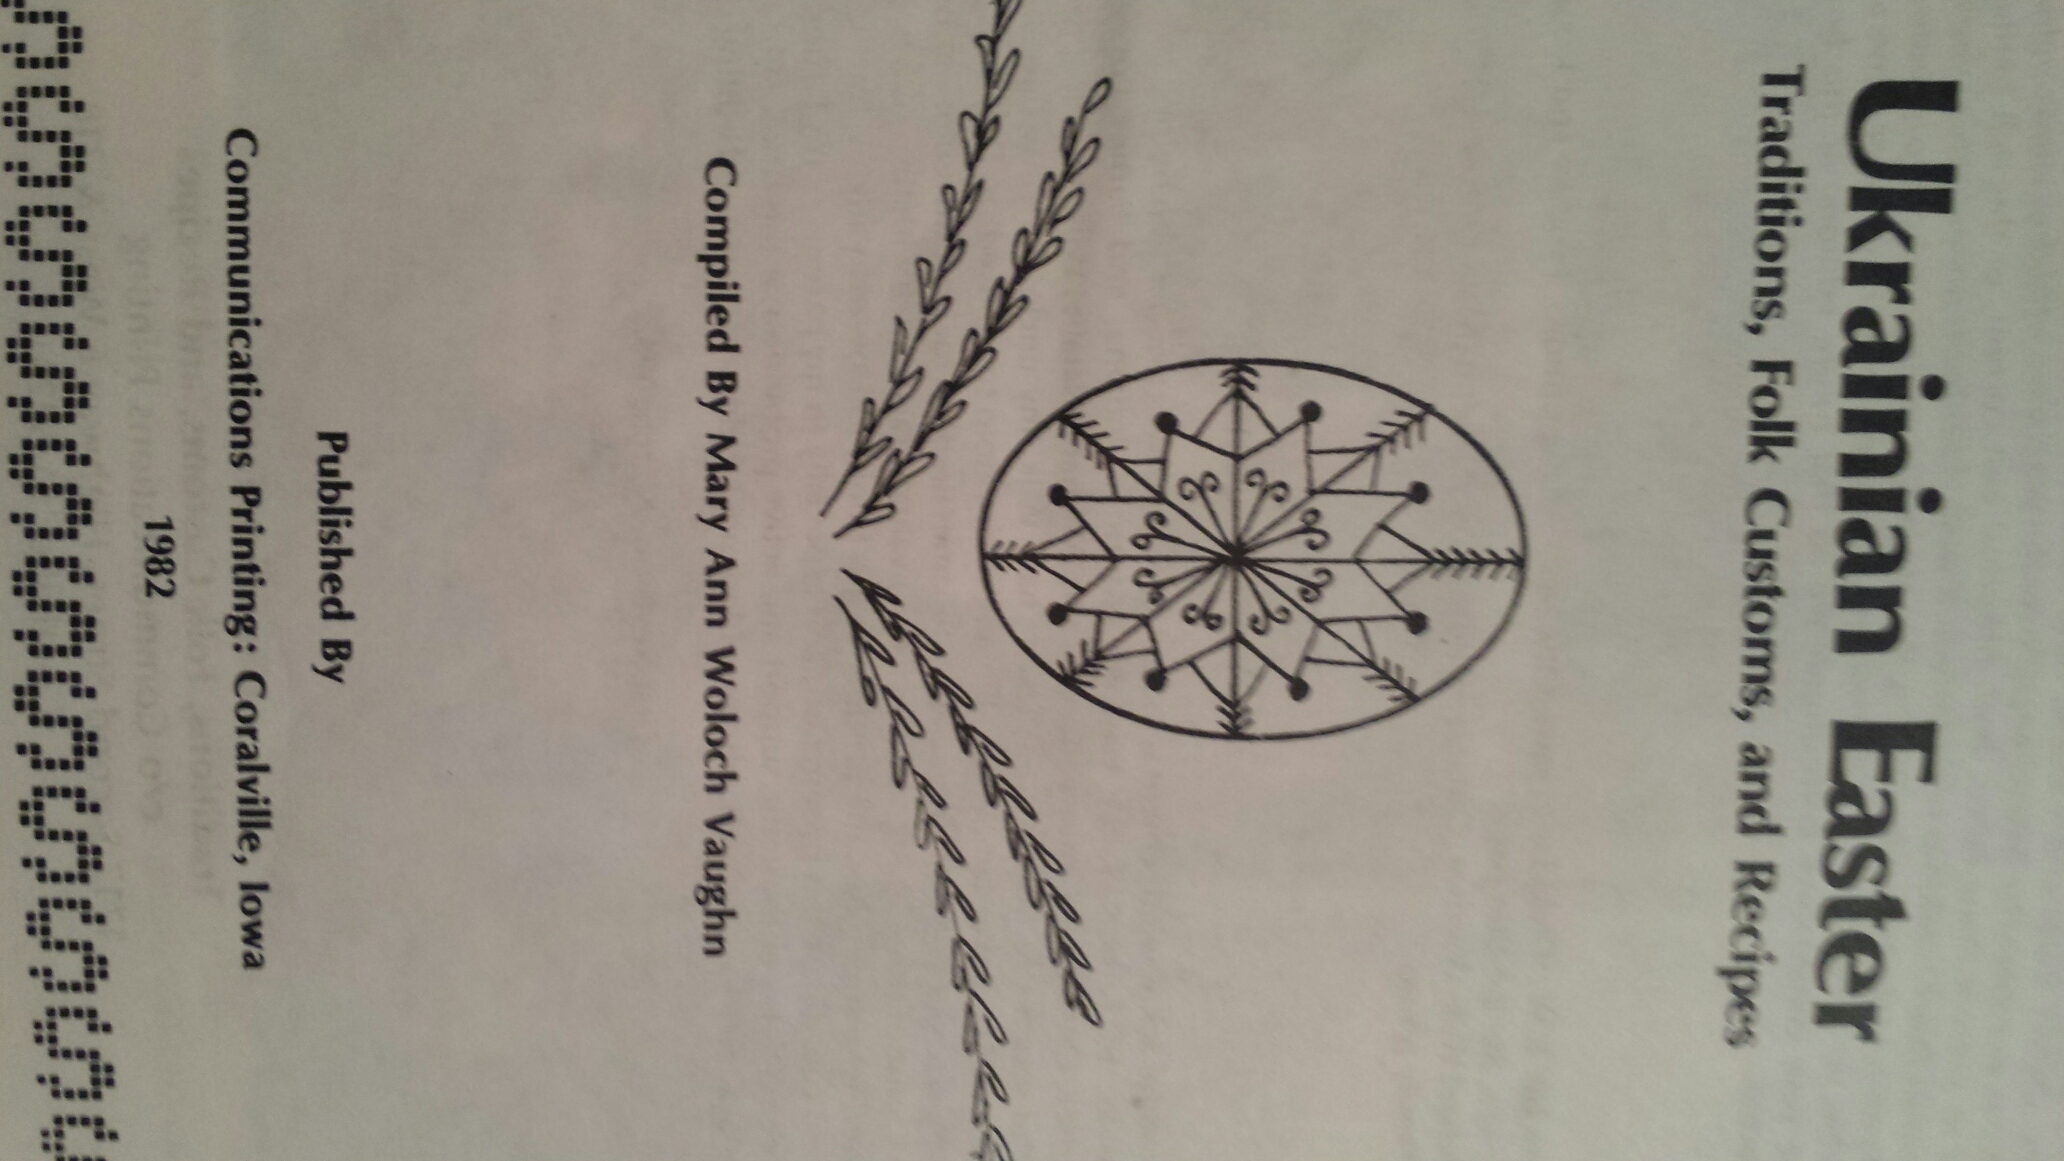 Ukrainian Easter
Traditions, Folk Customs, and Recipes
Compiled By Mary Ann Woloch Vaughn
Published By
Communications Printing: Coralville, Iowa
1982